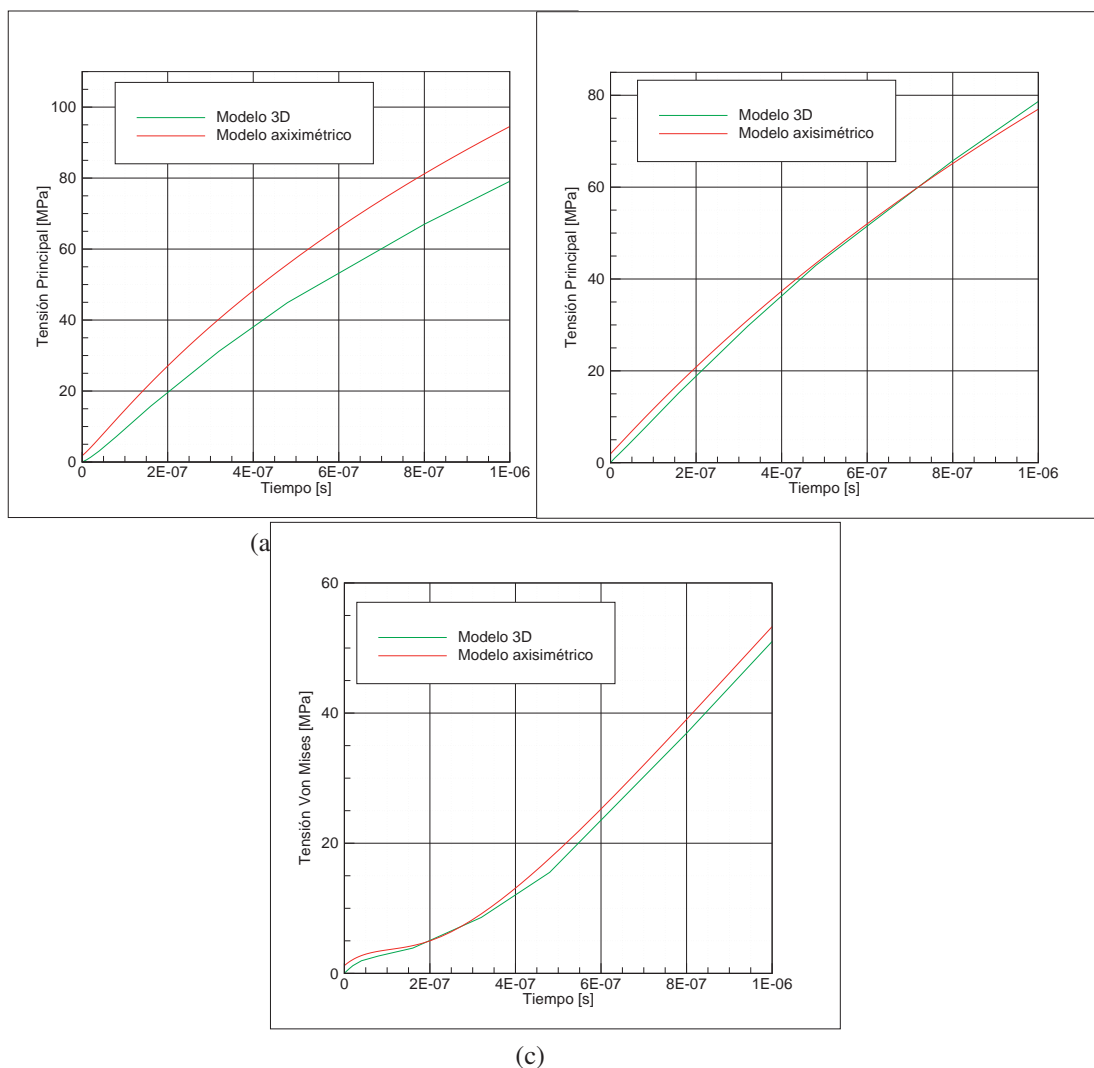 Tensión Principal [MPa]
100
80
60
40
20
0
Modelo 3D
Modelo axiximétrico
0
2E-07
4E-07
6E-07
8E-07
1E-06
Tiempo [s]
Tensión Principal [MPa]
80
60
40
20
0
Modelo 3D
Modelo axisimétrico
0
2E-07
4E-07
6E-07
8E-07
1E-06
Tiempo [s]
(a
Tensión Von Mises [MPa]
60
40
20
0
Modelo 3D
Modelo axisimétrico
0
2E-07
4E-07
6E-07
8E-07
1E-06
Tiempo [s]
(c)